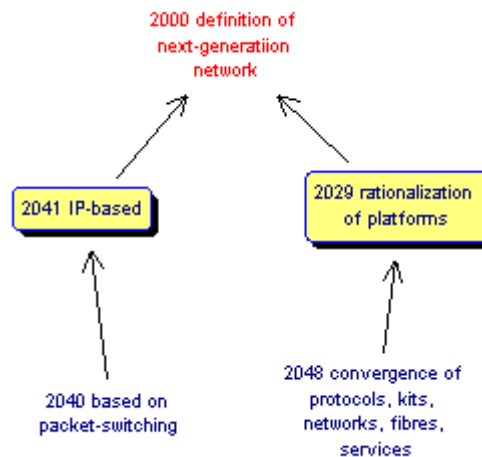 2000 definition of
next-generatiion
network
2041 IP-based
2029 rationalization
of platforms
2040 based on
packet-switching
2048 convergence of
protocols, kits,
networks, fibres,
services